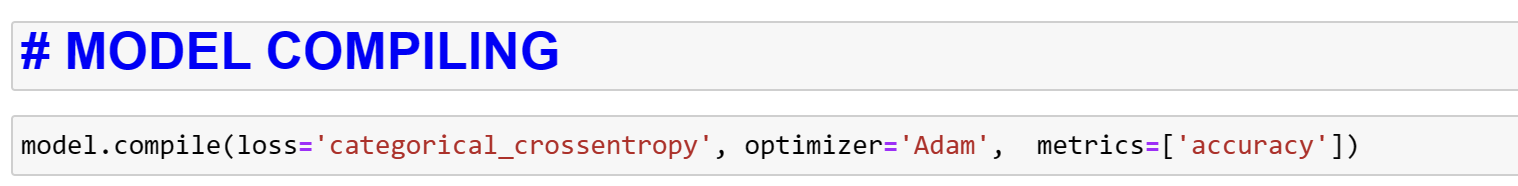 # MODEL COMPILING
model.compile(loss='categorical_crossentropy', optimizer='Adam',  metrics=['accuracy'])